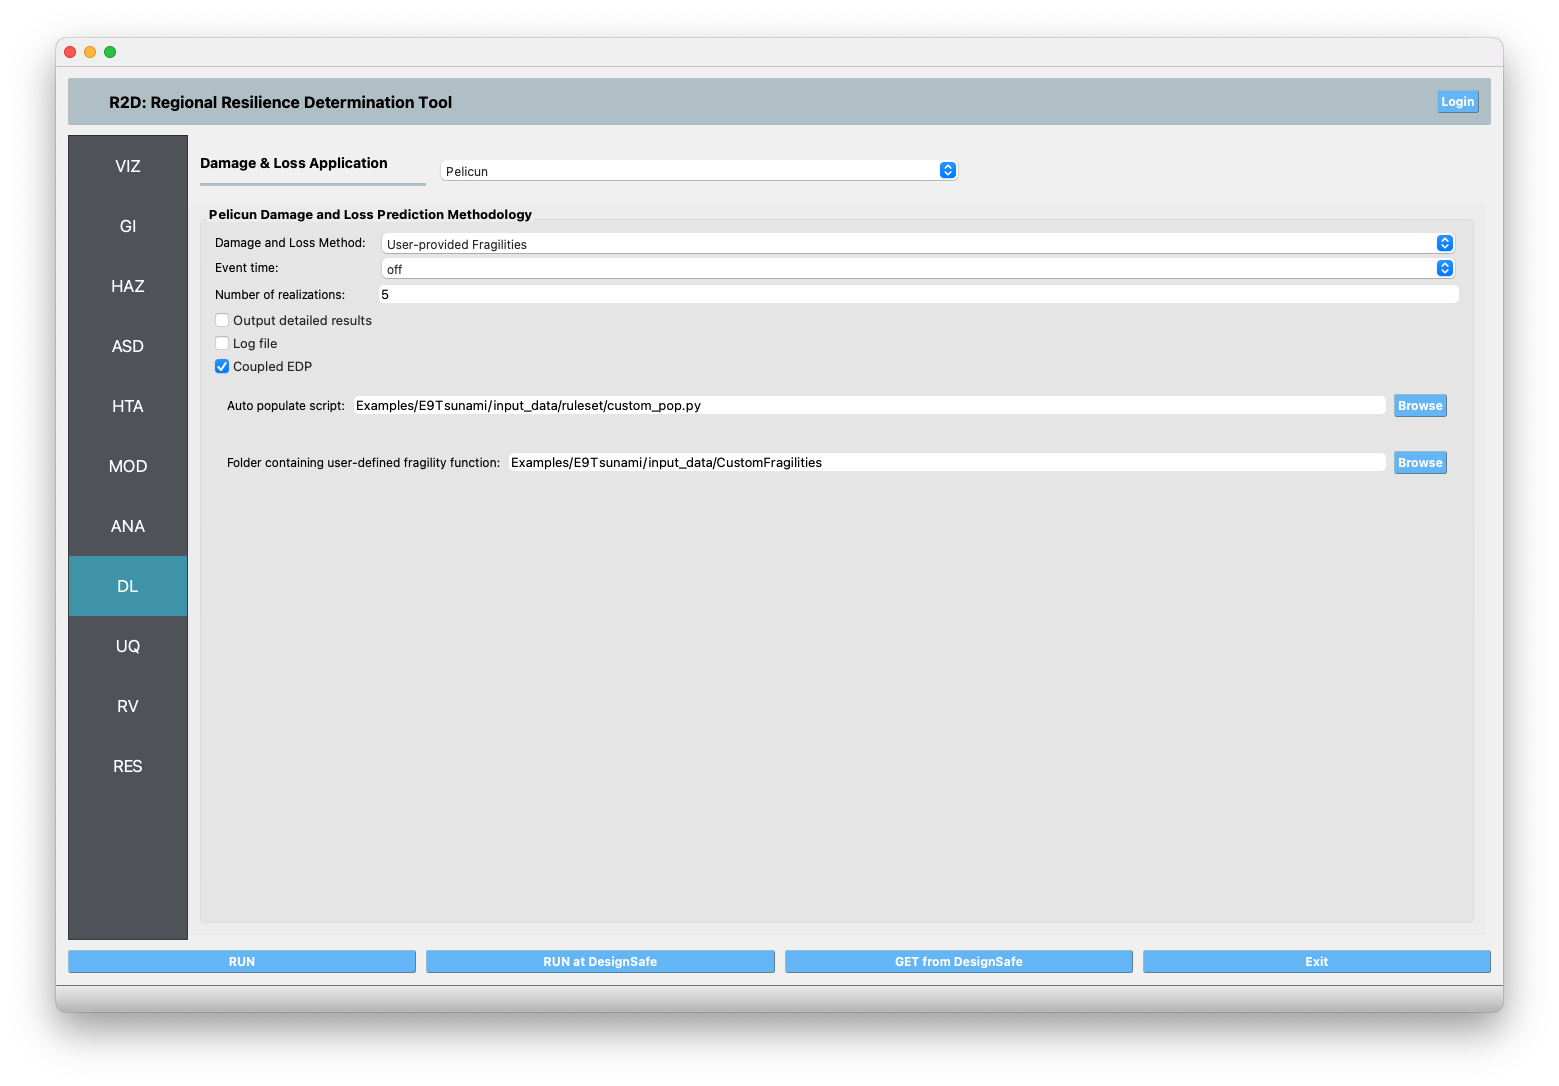 R2D: Regional Resilience Determination Tool
Login
VIZ
GI
HAZ
ASD
HTA
MOD
ANA
DL
UQ
RV
RES
Damage & Loss Application
Pelicun
Pelicun Damage and Loss Prediction Methodology
Damage and Loss Method: User-provided Fragilities
Event time: off
Number of realizations: 5
Output detailed results
Log file
Coupled EDP
Auto populate script: Examples/E9Tsunami/input_data/ruleset/custom_pop.py Browse
Folder containing user-defined fragility function: Examples/E9Tsunami/input_data/CustomFragilities Browse
RUN
RUN at DesignSafe
GET from DesignSafe
Exit